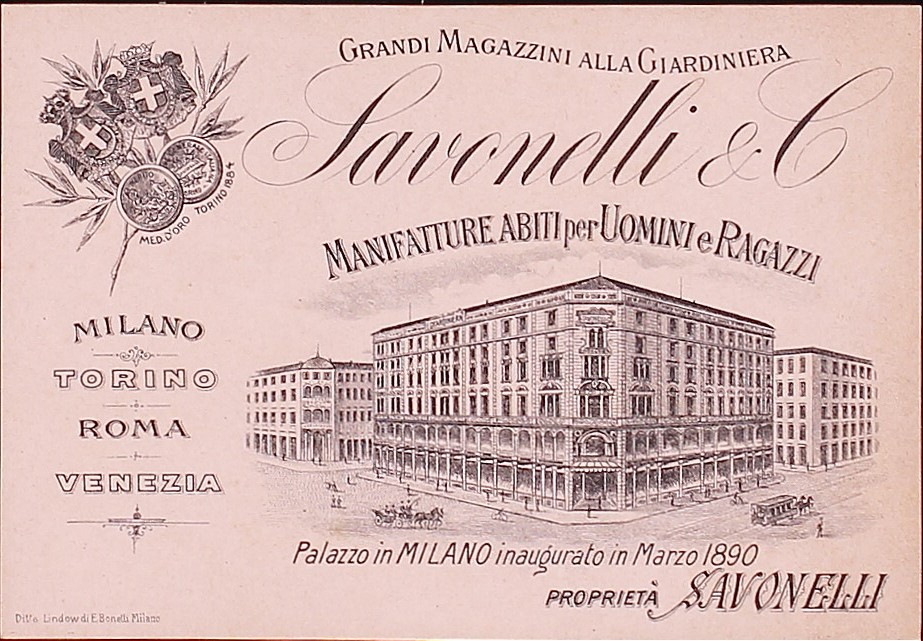 GRANDI MAGAZZINI ALLA GIARDINIERA
Savonelli & C
MED. D'ORO TORINO 1884
MANIFATTURE ABITI per UOMINI e RAGAZZI
MILANO
TORINO
ROMA
VENEZIA
Palazzo in MILANO inaugurato in Marzo 1890
PROPRIETÀ SAVONELLI
Ditta Lindow di E. Bonelli Milano